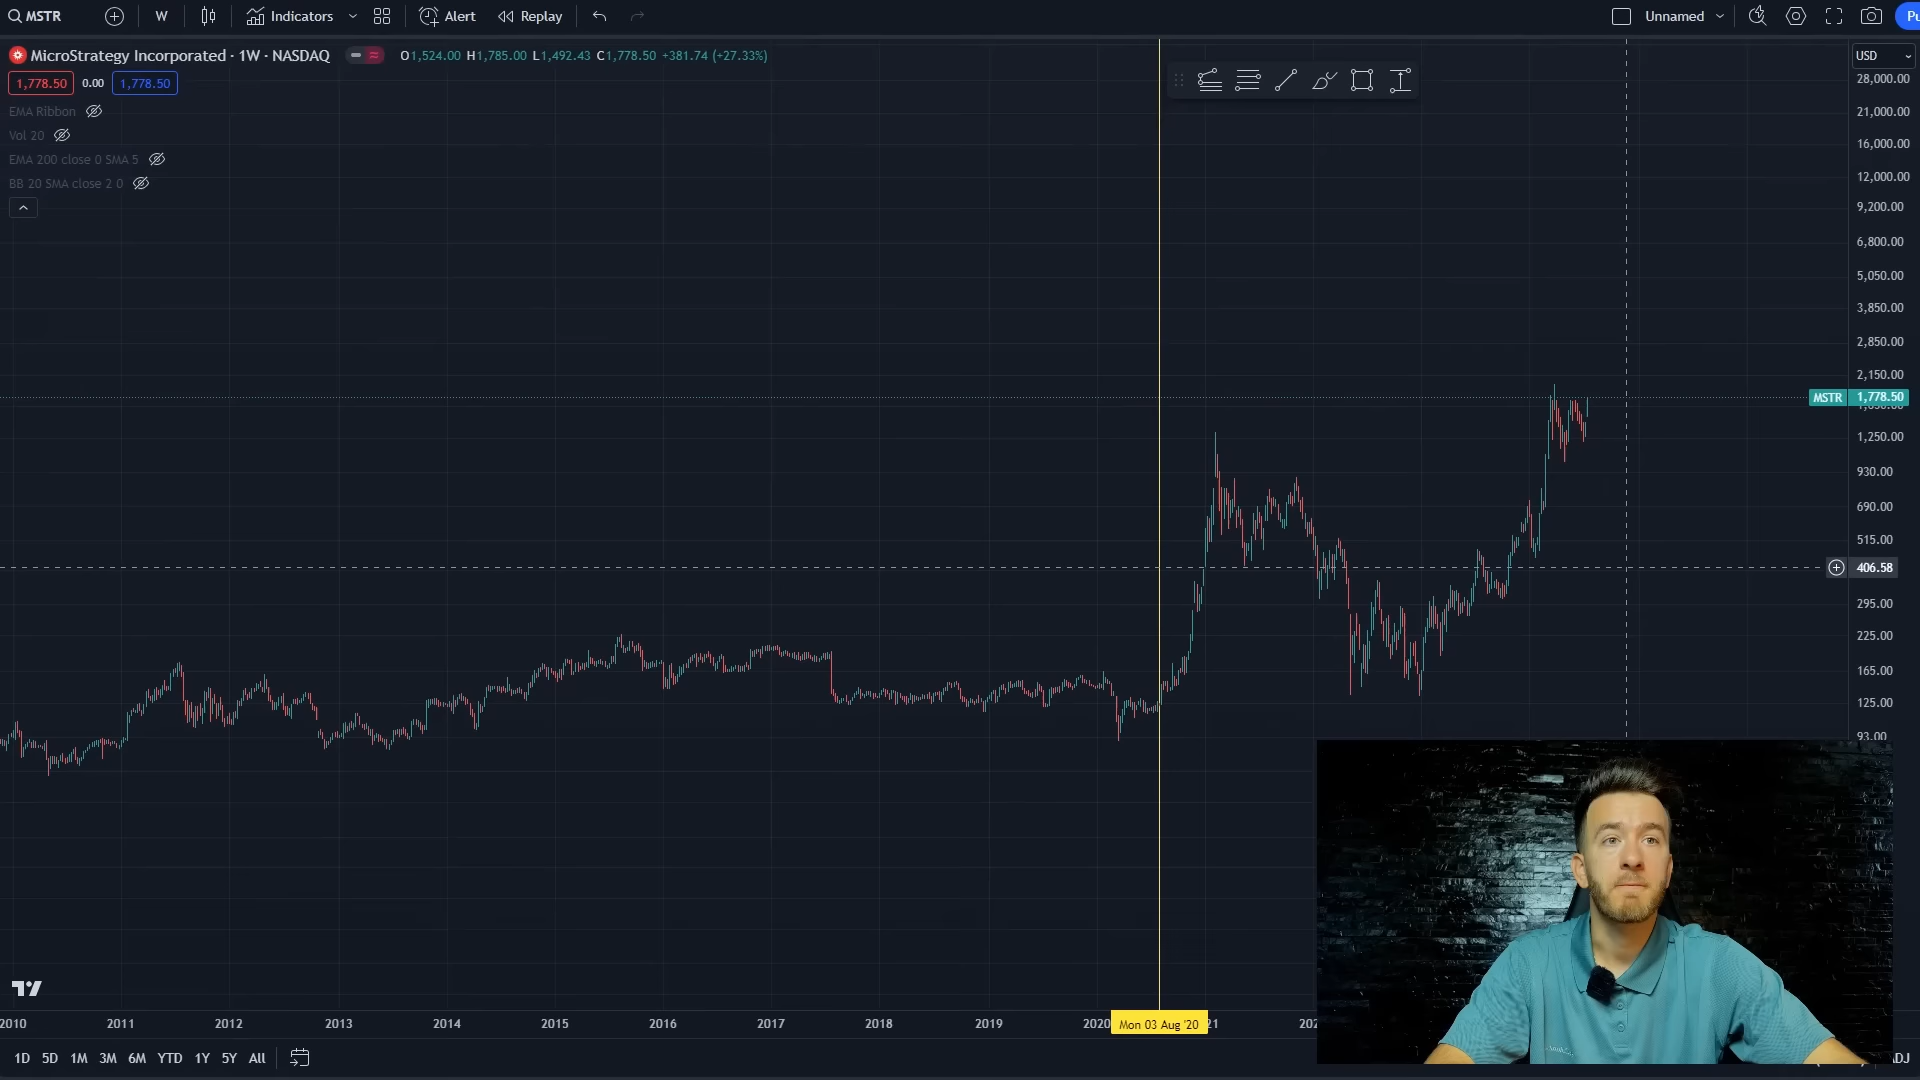 MSTR W Indicators Alert Replay Unnamed
MicroStrategy Incorporated · 1W · NASDAQ O1,524.00 H1,785.00 L1,492.43 C1,778.50 +381.74 (+27.33%) USD
1,778.50 0.00 1,778.50
EMA Ribbon
Vol 20
EMA 200 close 0 SMA 5
BB 20 SMA close 2 0
28,000.00
21,000.00
16,000.00
12,000.00
9,200.00
6,800.00
5,050.00
3,850.00
2,850.00
2,150.00
MSTR 1,778.50
1,250.00
930.00
690.00
515.00
406.58
295.00
225.00
165.00
125.00
93.00
2010 2011 2012 2013 2014 2015 2016 2017 2018 2019 2020 Mon 03 Aug '20
1D 5D 1M 3M 6M YTD 1Y 5Y All